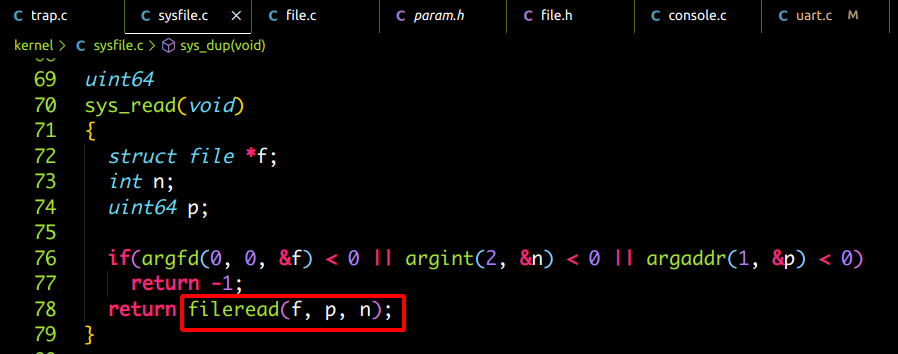 C trap.c C sysfile.c × C file.c C param.h C file.h C console.c C uart.c M
kernel > C sysfile.c > sys_dup(void)
69 uint64
70 sys_read(void)
71 {
72 struct file *f;
73 int n;
74 uint64 p;
75
76 if(argfd(0, 0, &f) < 0 || argint(2, &n) < 0 || argaddr(1, &p) < 0)
77 return -1;
78 return fileread(f, p, n);
79 }